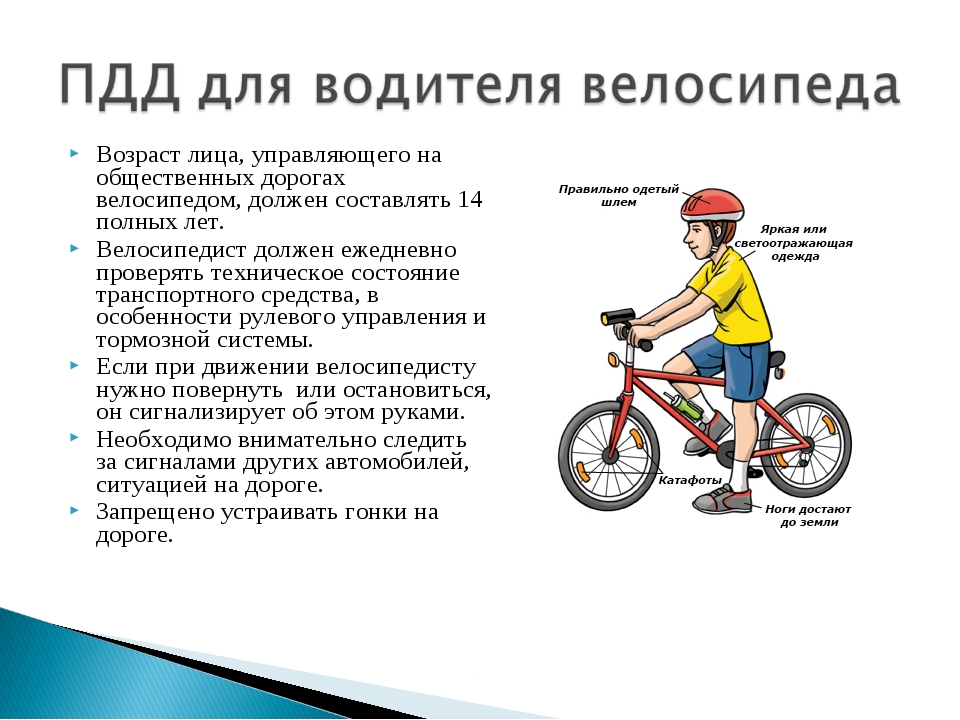 ПДД для водителя велосипеда
Возраст лица, управляющего на
общественных дорогах
велосипедом, должен составлять 14
полных лет.
Велосипедист должен ежедневно
проверять техническое состояние
транспортного средства, в
особенности рулевого управления и
тормозной системы.
Если при движении велосипедисту
нужно повернуть  или остановиться,
он сигнализирует об этом руками.
Необходимо внимательно следить
за сигналами других автомобилей,
ситуацией на дороге.
Запрещено устраивать гонки на
дороге.
Правильно одетый
шлем
Яркая или
светоотражающая
одежда
Катафоты
Ноги достают
до земли